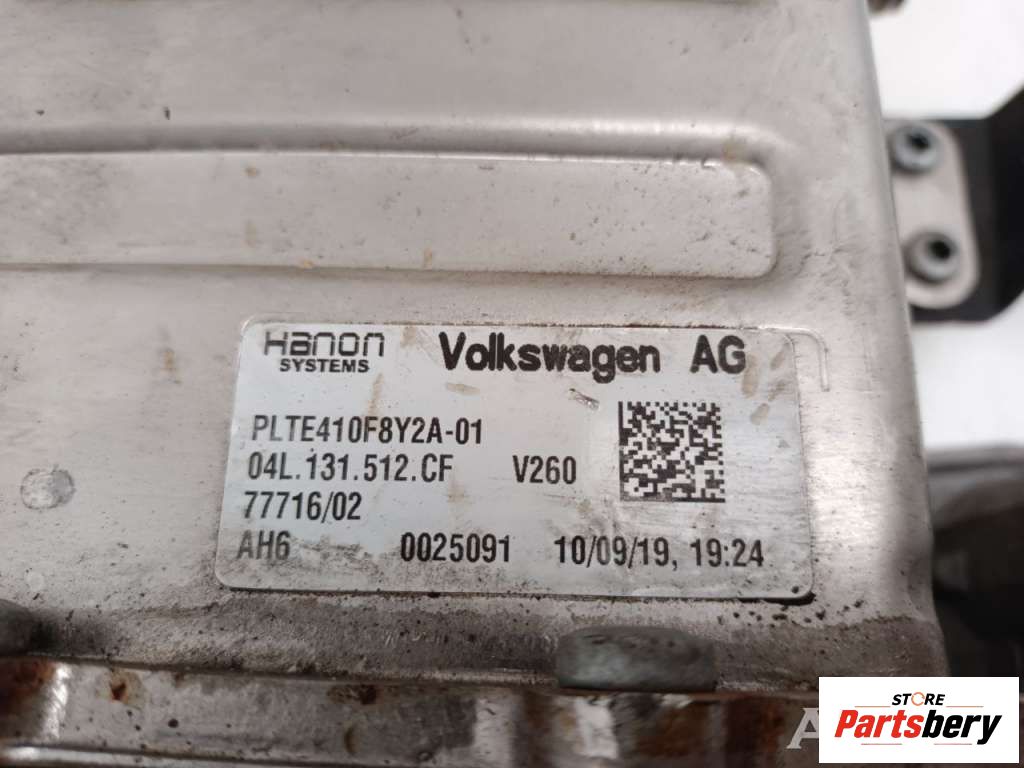 Hanon Volkswagen AG
SYSTEMS
PLTE410F8Y2A-01
04L.131.512.CF V260
77716/02
AH6 0025091 10/09/19, 19:24
STORE
Partsbery